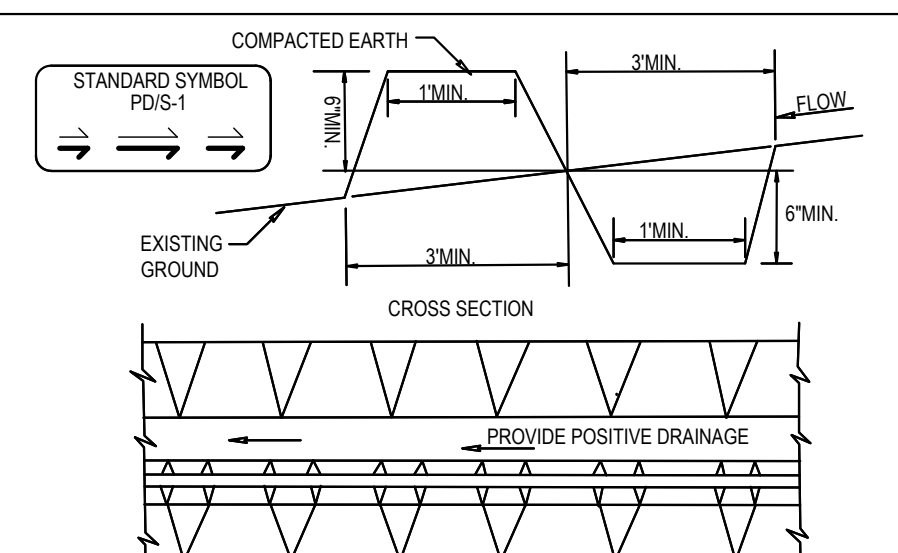 COMPACTED EARTH
STANDARD SYMBOL
PD/S-1
6"MIN.
1'MIN.
3'MIN.
FLOW
6"MIN.
1'MIN.
EXISTING
GROUND
3'MIN.
CROSS SECTION
PROVIDE POSITIVE DRAINAGE